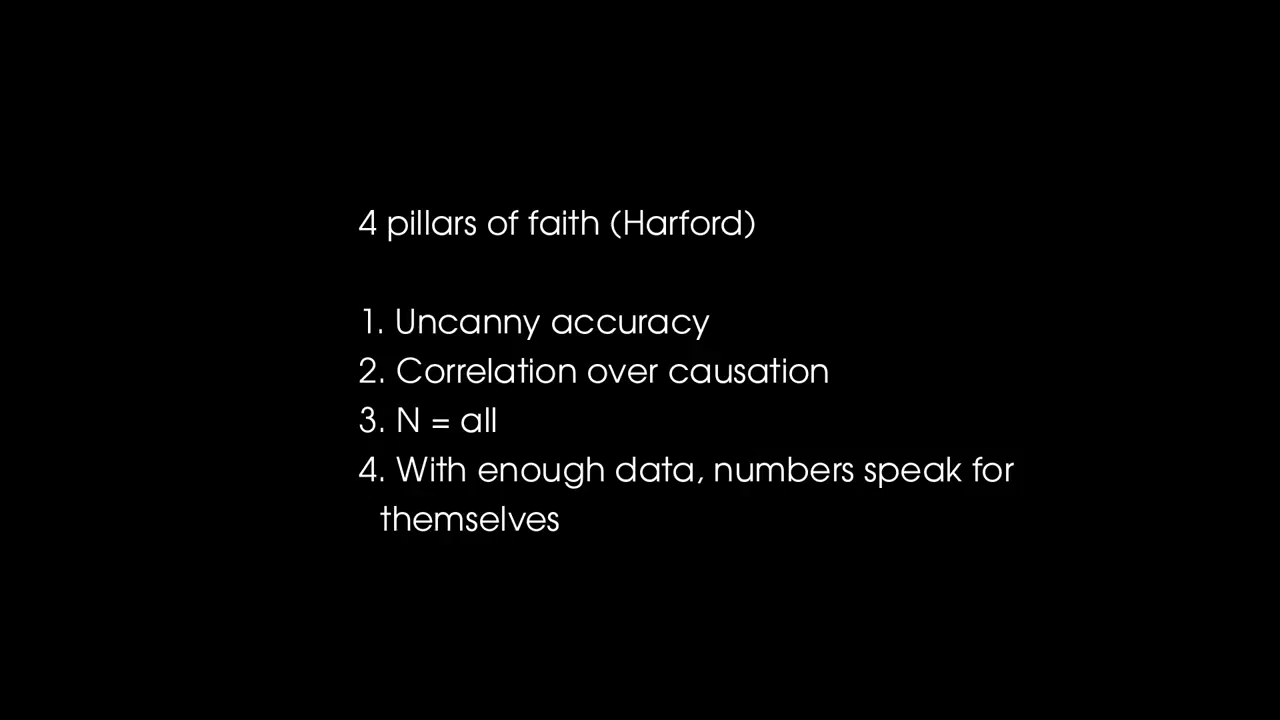 4 pillars of faith (Harford)
1. Uncanny accuracy
2. Correlation over causation
3. N = all
4. With enough data, numbers speak for
themselves